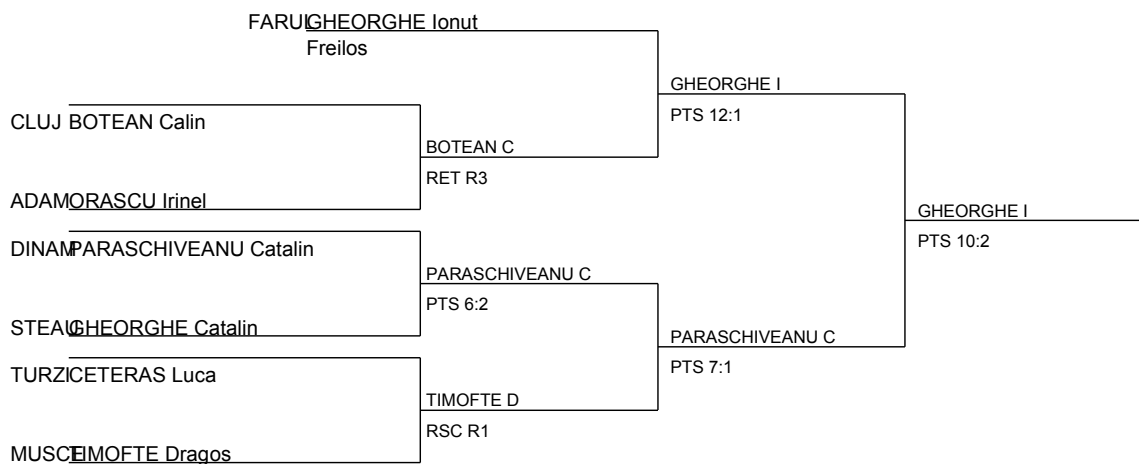 FARUL GHEORGHE Ionut
Freilos
GHEORGHE I
PTS 12:1
CLUJ BOTEAN Calin
BOTEAN C
RET R3
ADAM ORASCU Irinel
GHEORGHE I
PTS 10:2
DINAM PARASCHIVEANU Catalin
PARASCHIVEANU C
PTS 6:2
STEAU GHEORGHE Catalin
PARASCHIVEANU C
PTS 7:1
TURZI CETERAS Luca
TIMOFTE D
RSC R1
MUSCE TIMOFTE Dragos